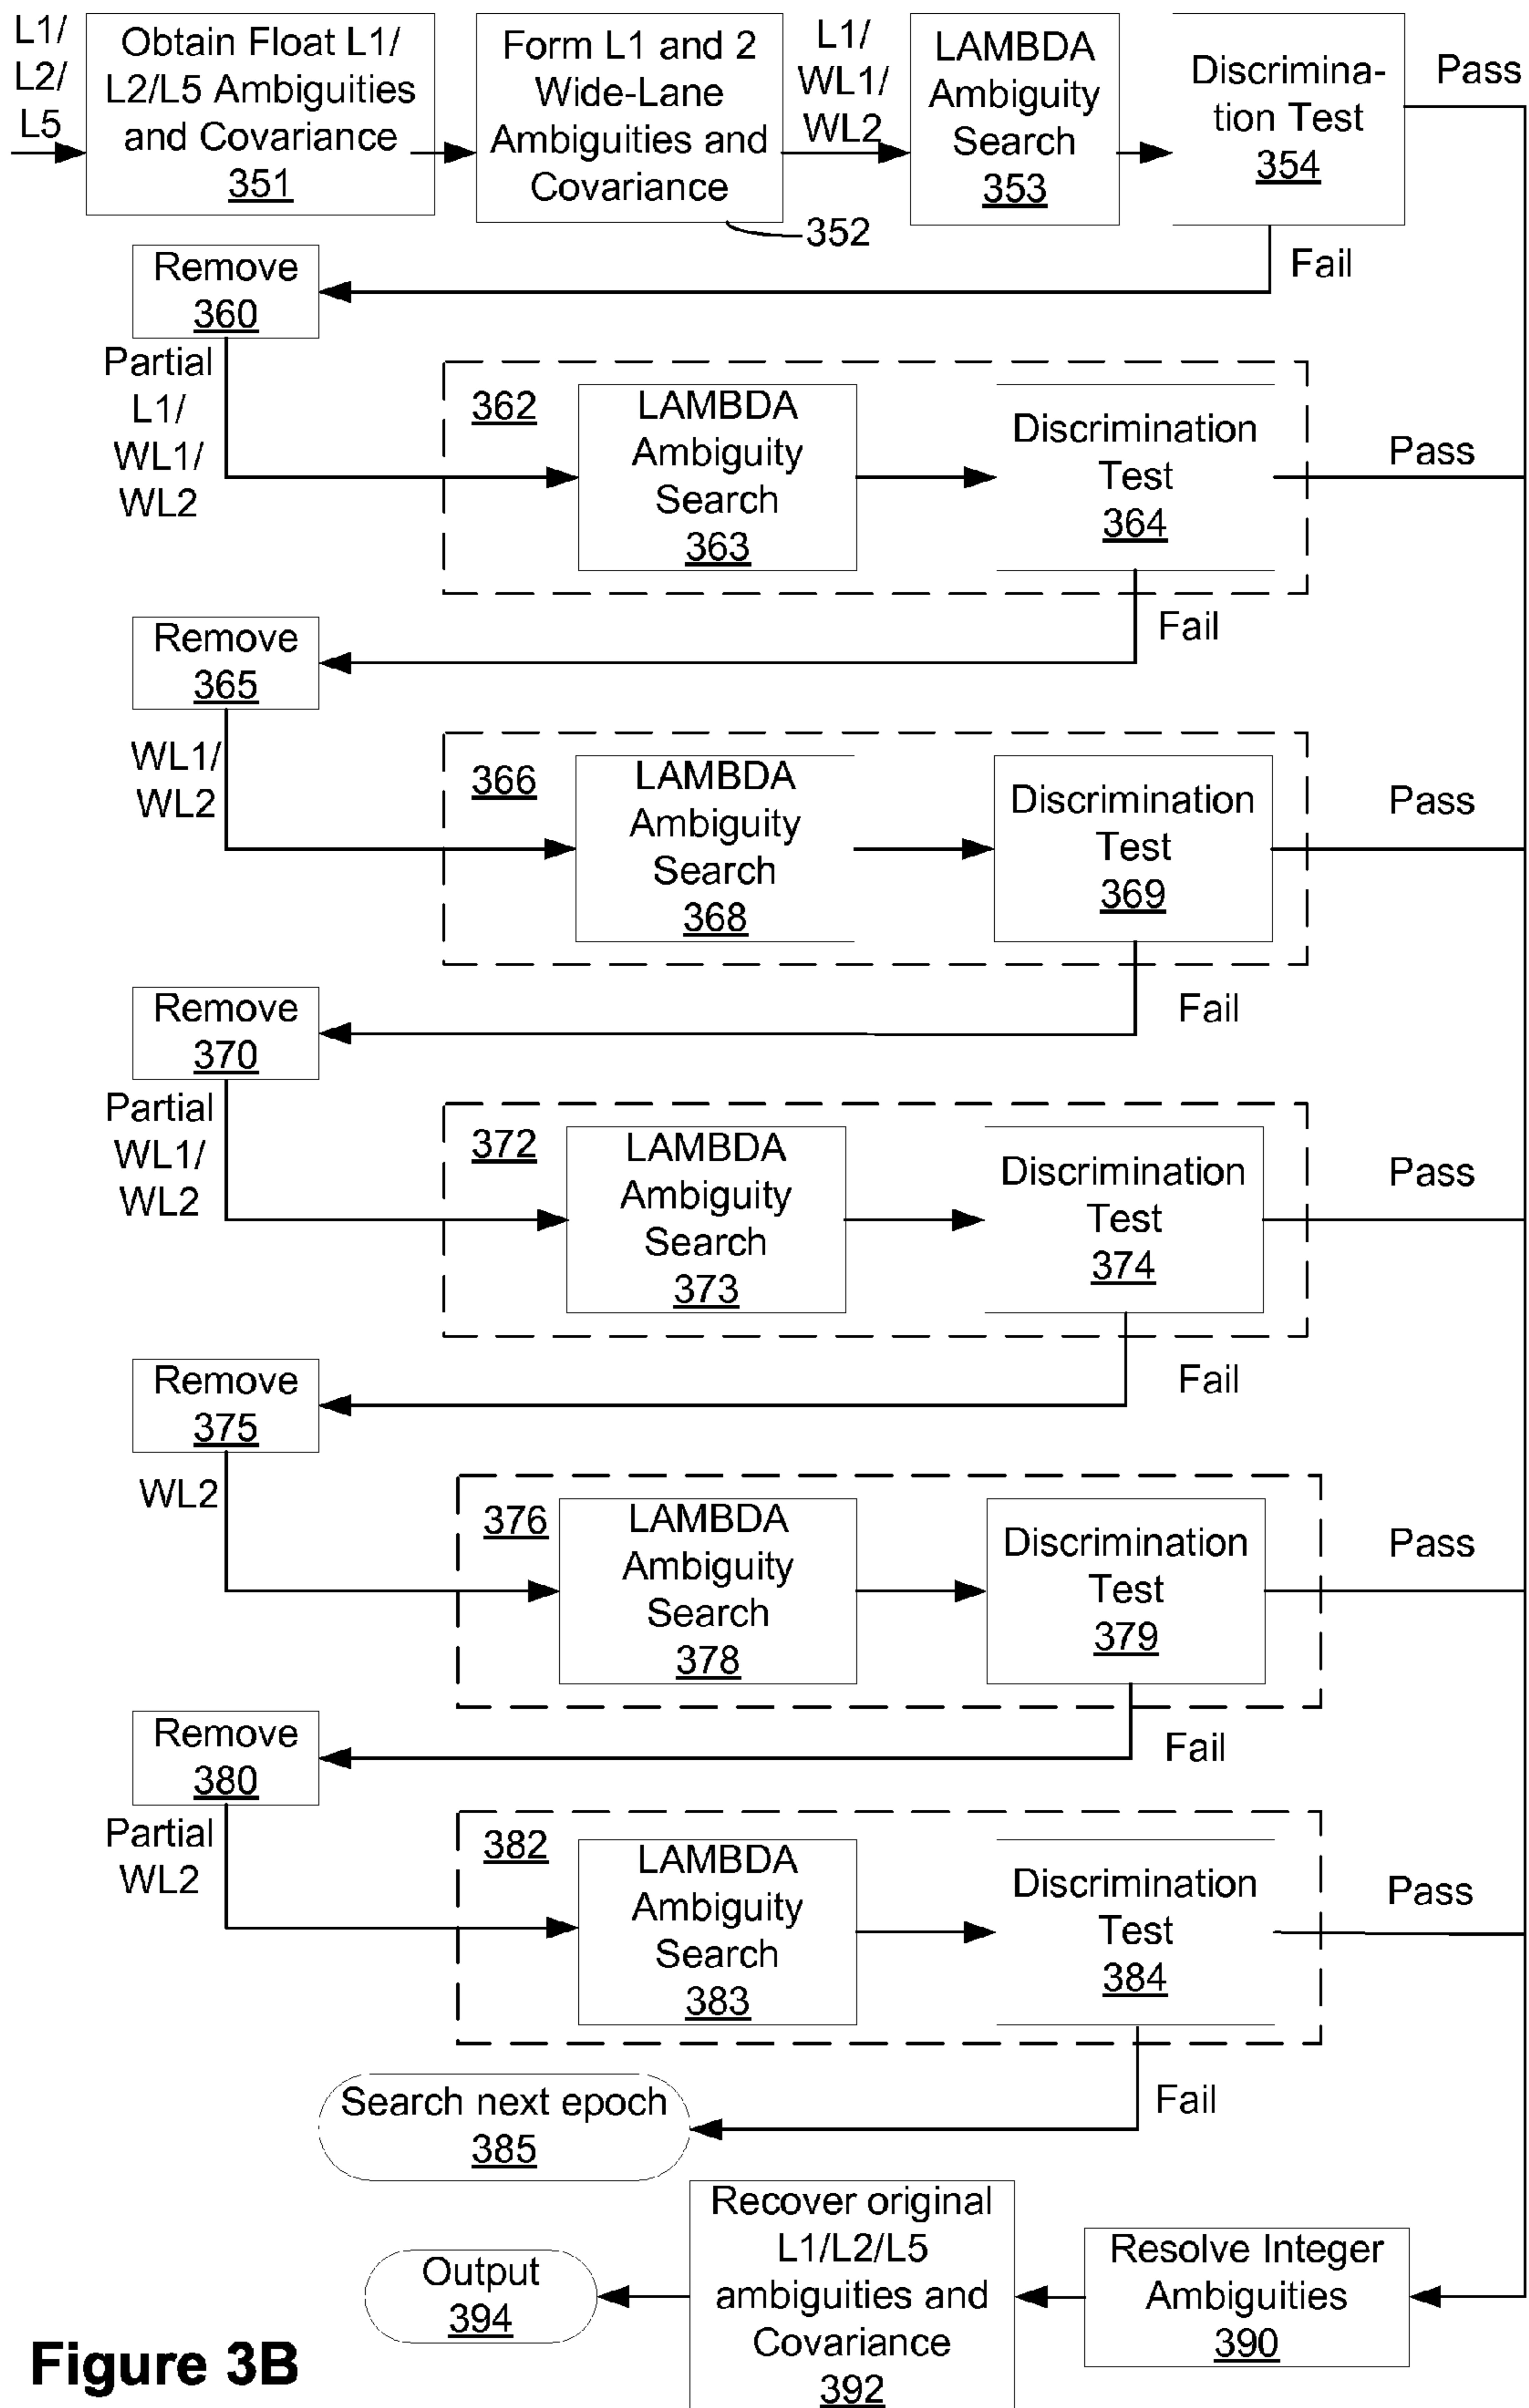 L1/
L2/
L5
Obtain Float L1/
L2/L5 Ambiguities
and Covariance
351
Form L1 and 2
Wide-Lane
Ambiguities and
Covariance
352
L1/
WL1/
WL2
LAMBDA
Ambiguity
Search
353
Discrimina-
tion Test
354
Pass
Fail
Remove
360
Partial
L1/
WL1/
WL2
362
LAMBDA
Ambiguity
Search
363
Discrimination
Test
364
Pass
Fail
Remove
365
WL1/
WL2
366
LAMBDA
Ambiguity
Search
368
Discrimination
Test
369
Pass
Fail
Remove
370
Partial
WL1/
WL2
372
LAMBDA
Ambiguity
Search
373
Discrimination
Test
374
Pass
Fail
Remove
375
WL2
376
LAMBDA
Ambiguity
Search
378
Discrimination
Test
379
Pass
Fail
Remove
380
Partial
WL2
382
LAMBDA
Ambiguity
Search
383
Discrimination
Test
384
Pass
Fail
Search next epoch
385
Output
394
Recover original
L1/L2/L5
ambiguities and
Covariance
392
Resolve Integer
Ambiguities
390
Figure 3B